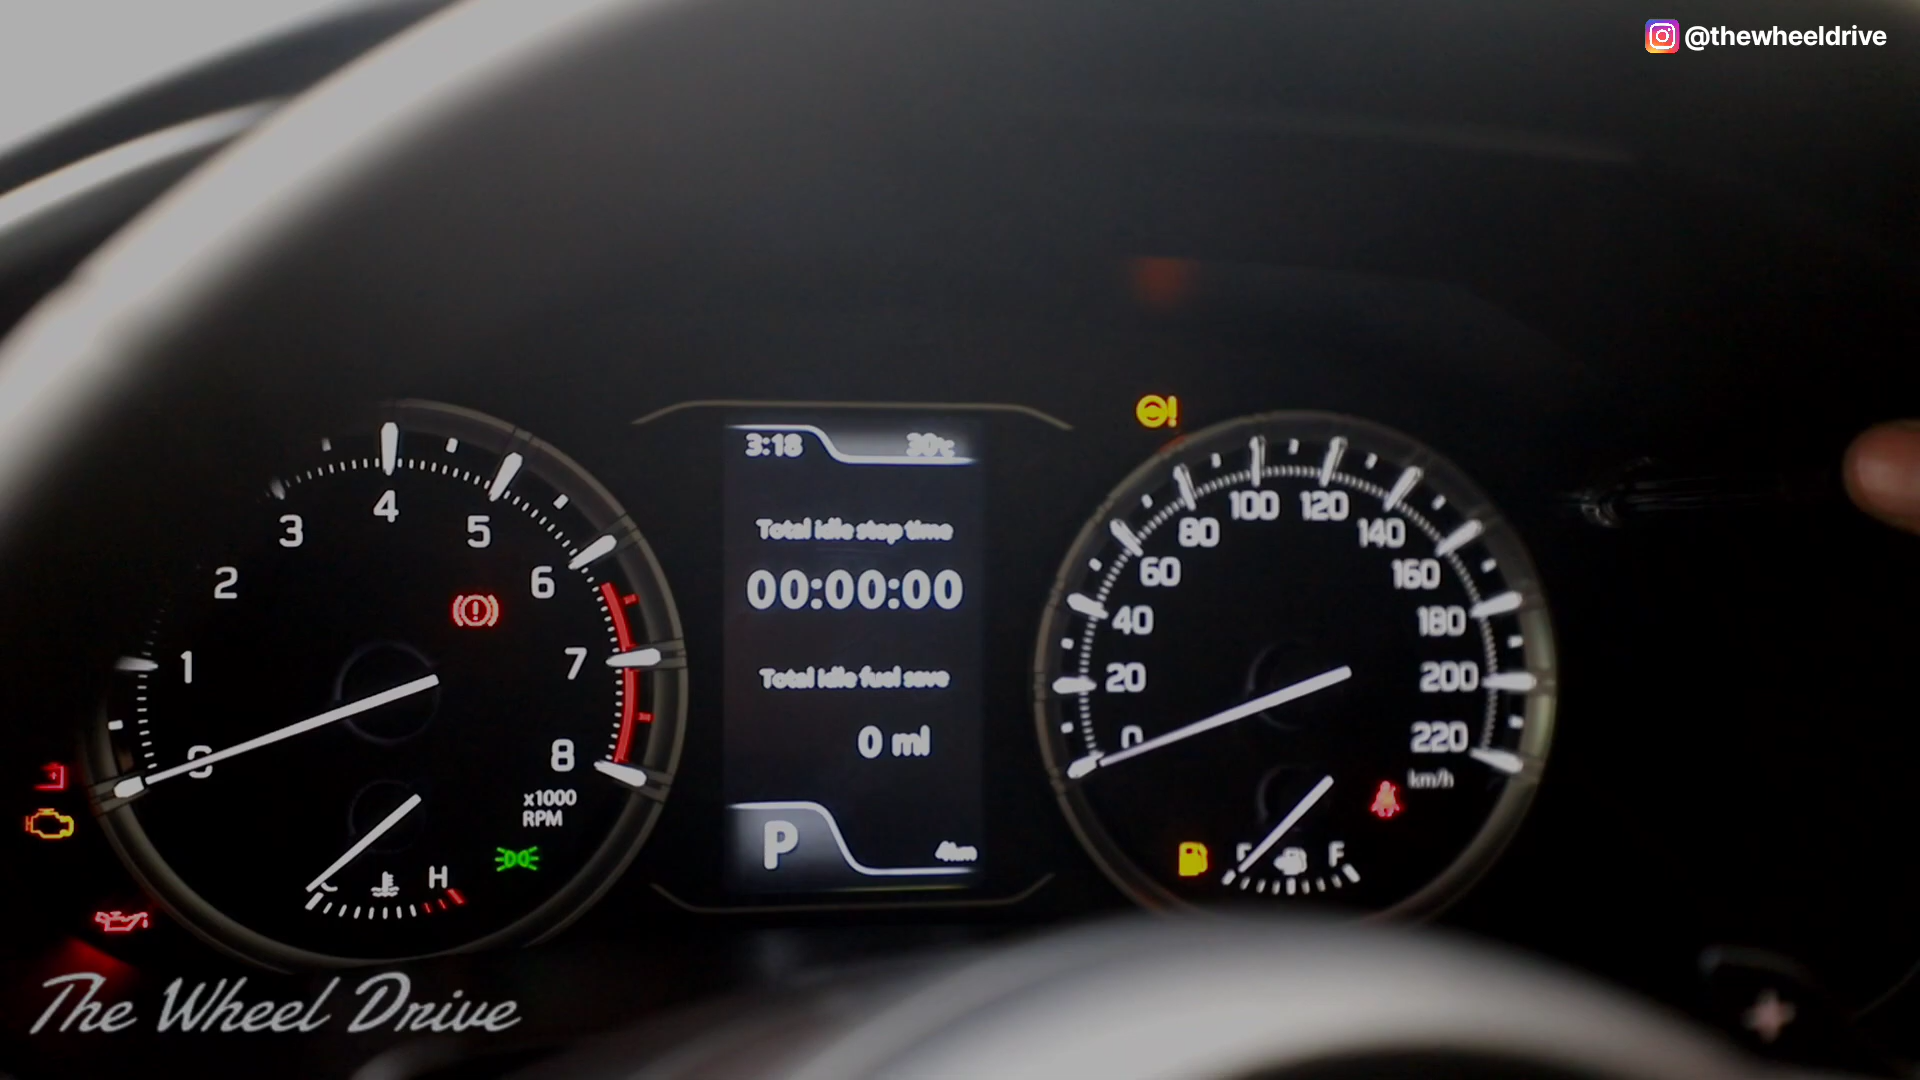 @thewheeldrive
3:18 30°c
Total idle stop time
00:00:00
Total idle fuel save
0 ml
P
4km
0
1
2
3
4
5
6
7
8
x1000
RPM
H
0
20
40
60
80
100
120
140
160
180
200
220
km/h
F
The Wheel Drive